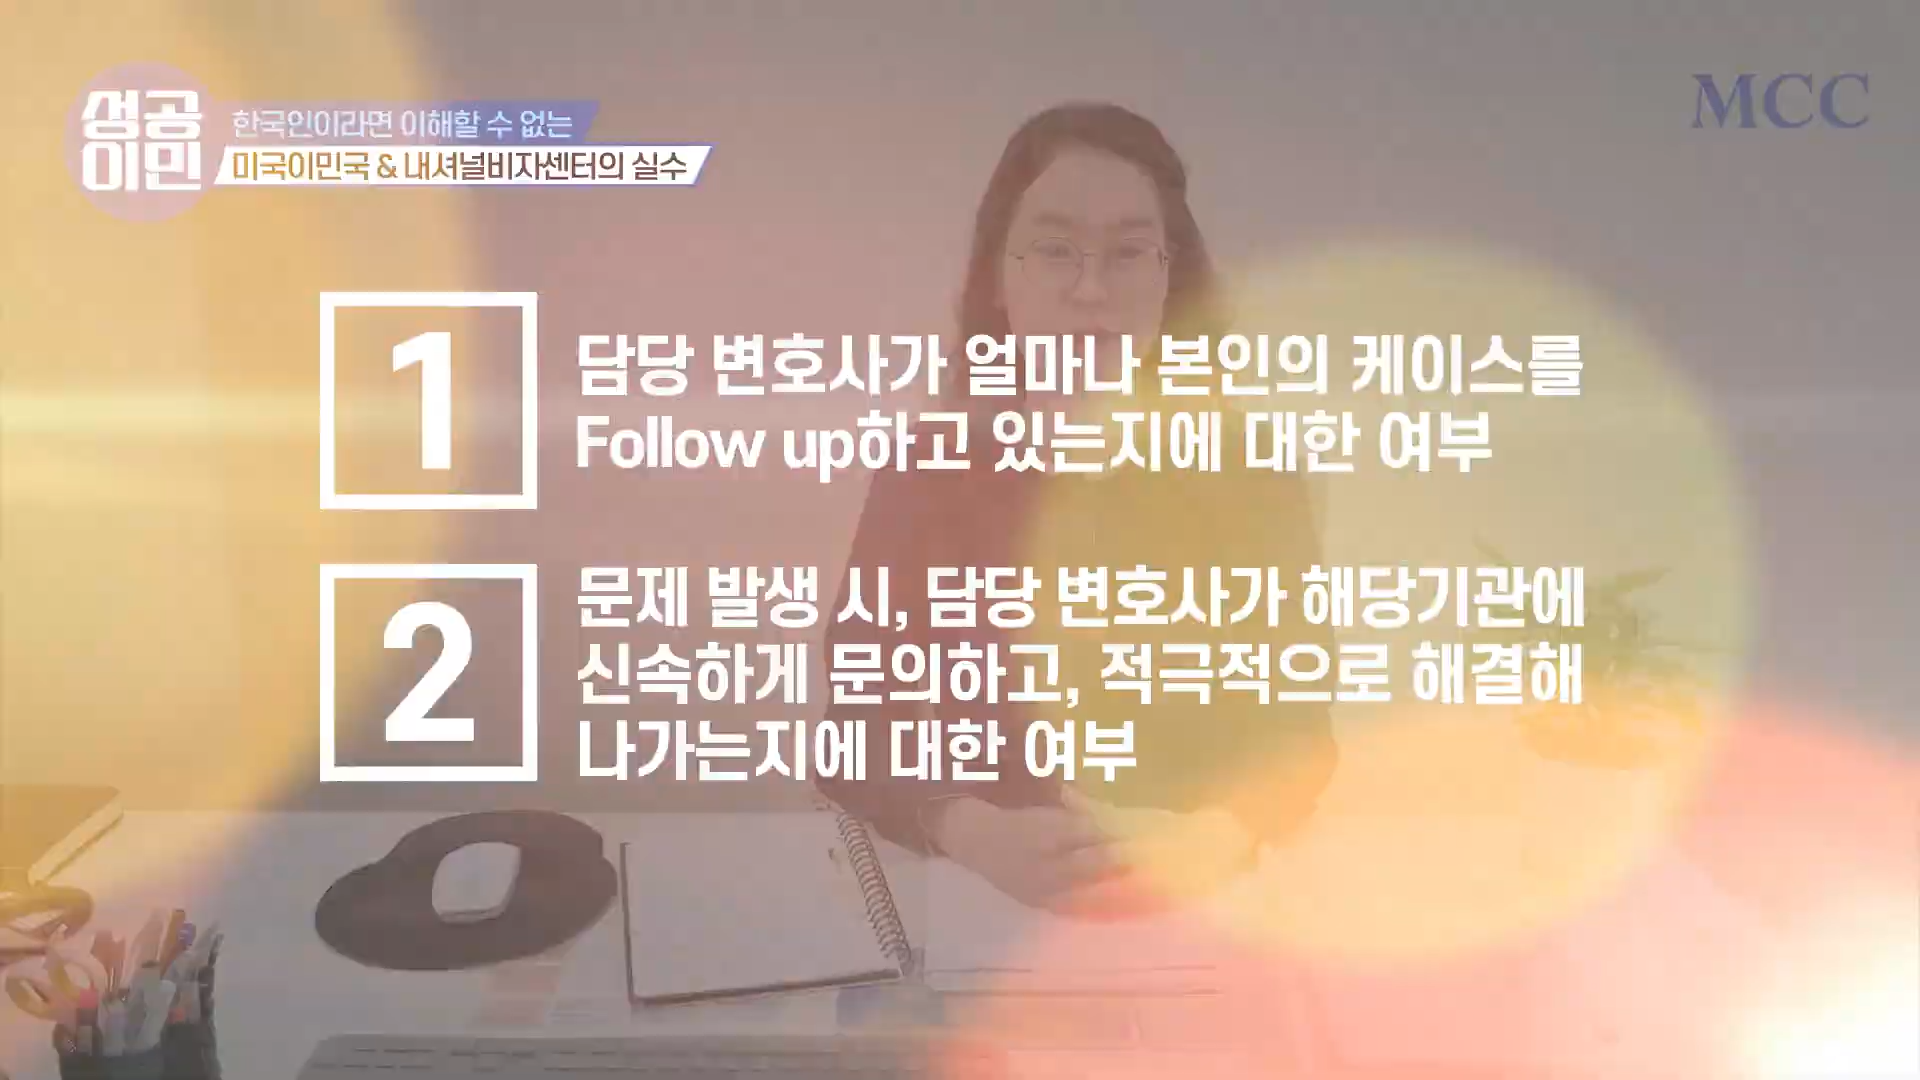 성공
이민
한국인이라면 이해할 수 없는
미국이민국 & 내셔널비자센터의 실수
MCC
1
담당 변호사가 얼마나 본인의 케이스를
Follow up하고 있는지에 대한 여부
2
문제 발생 시, 담당 변호사가 해당기관에
신속하게 문의하고, 적극적으로 해결해
나가는지에 대한 여부